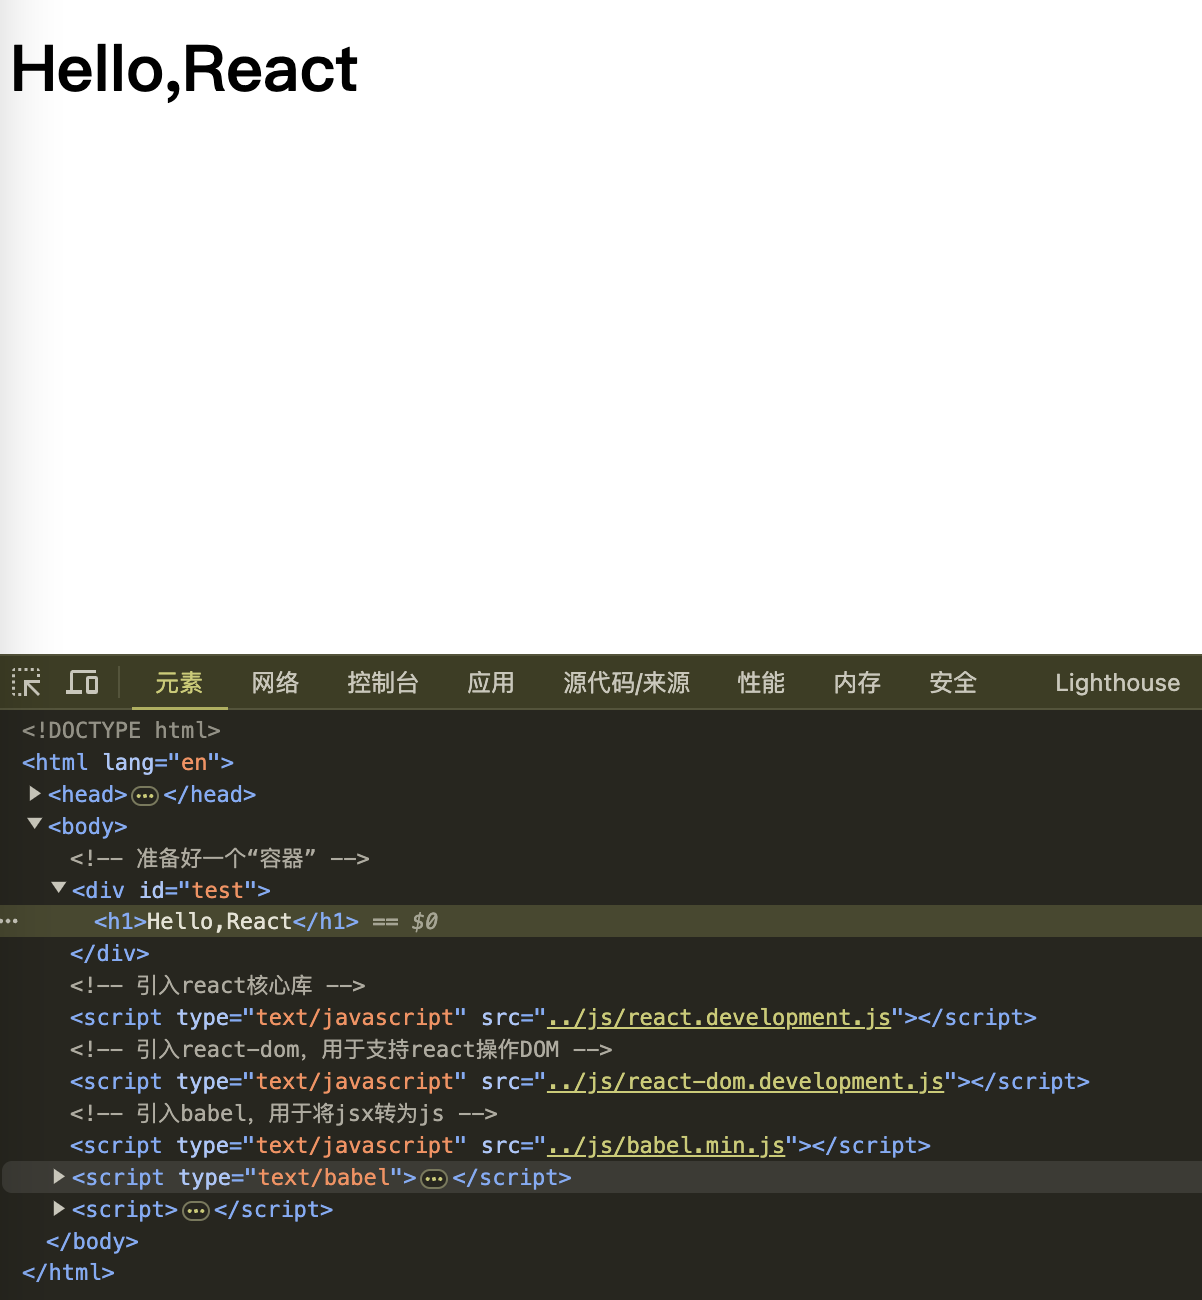 Hello,React
元素 网络 控制台 应用 源代码/来源 性能 内存 安全 Lighthouse
<!DOCTYPE html>
<html lang="en">
<head>···</head>
<body>
<!-- 准备好一个“容器” -->
<div id="test">
<h1>Hello,React</h1> == $0
</div>
<!-- 引入react核心库 -->
<script type="text/javascript" src="../js/react.development.js"></script>
<!-- 引入react-dom，用于支持react操作DOM -->
<script type="text/javascript" src="../js/react-dom.development.js"></script>
<!-- 引入babel，用于将jsx转为js -->
<script type="text/javascript" src="../js/babel.min.js"></script>
<script type="text/babel">···</script>
<script>···</script>
</body>
</html>